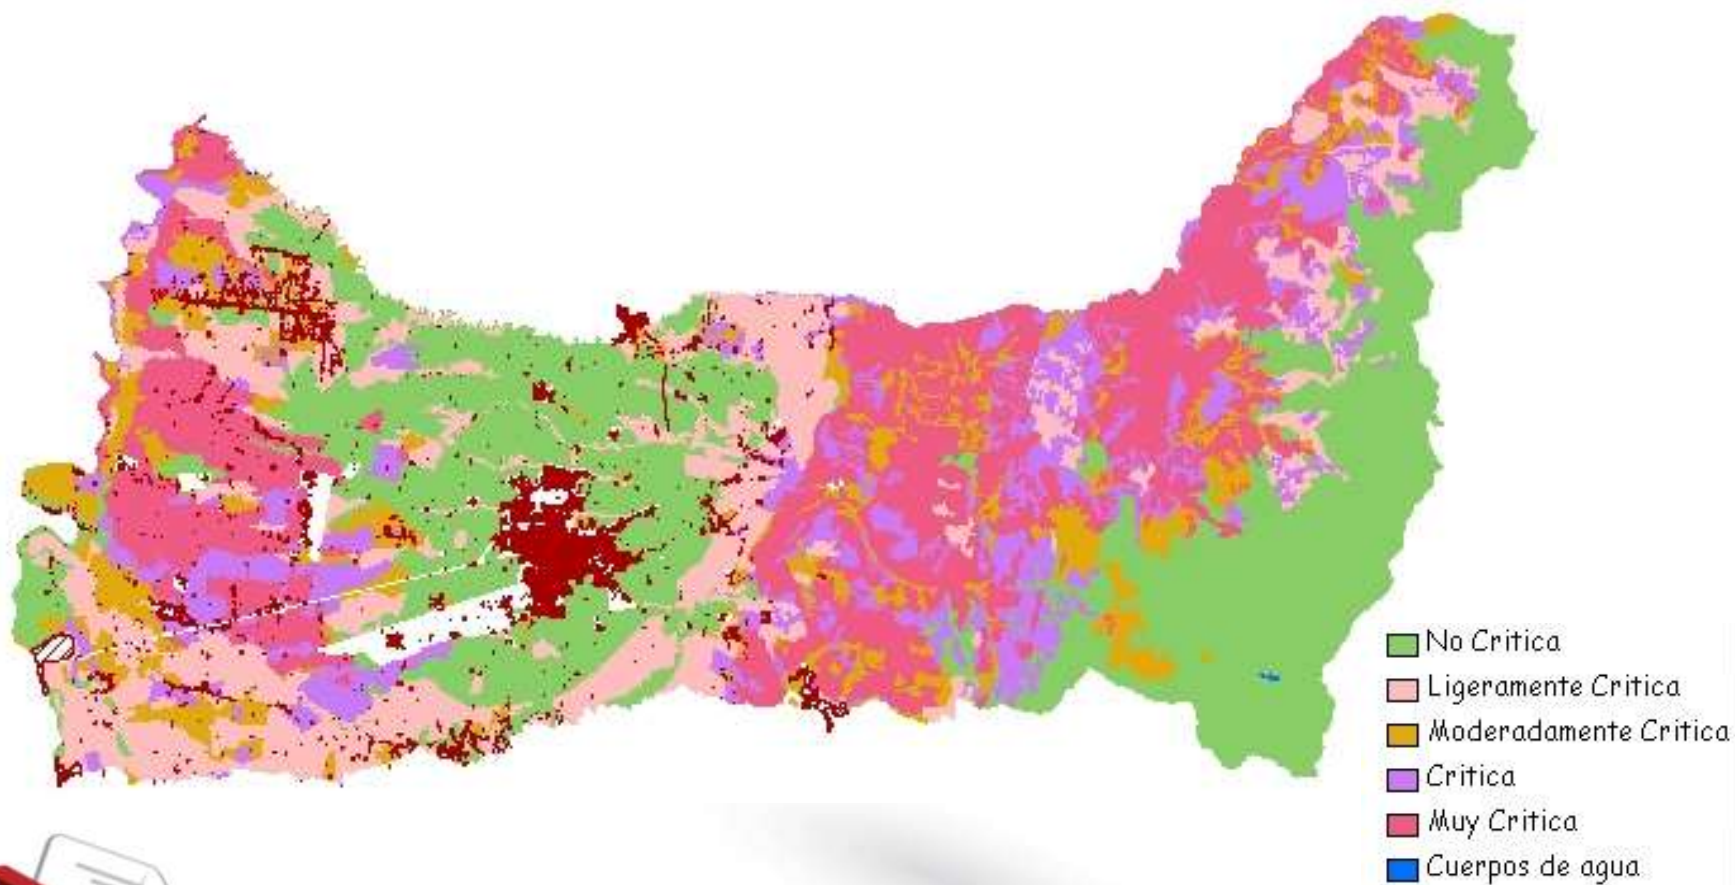 No Critica
Ligeramente Critica
Moderadamente Critica
Critica
Muy Critica
Cuerpos de agua